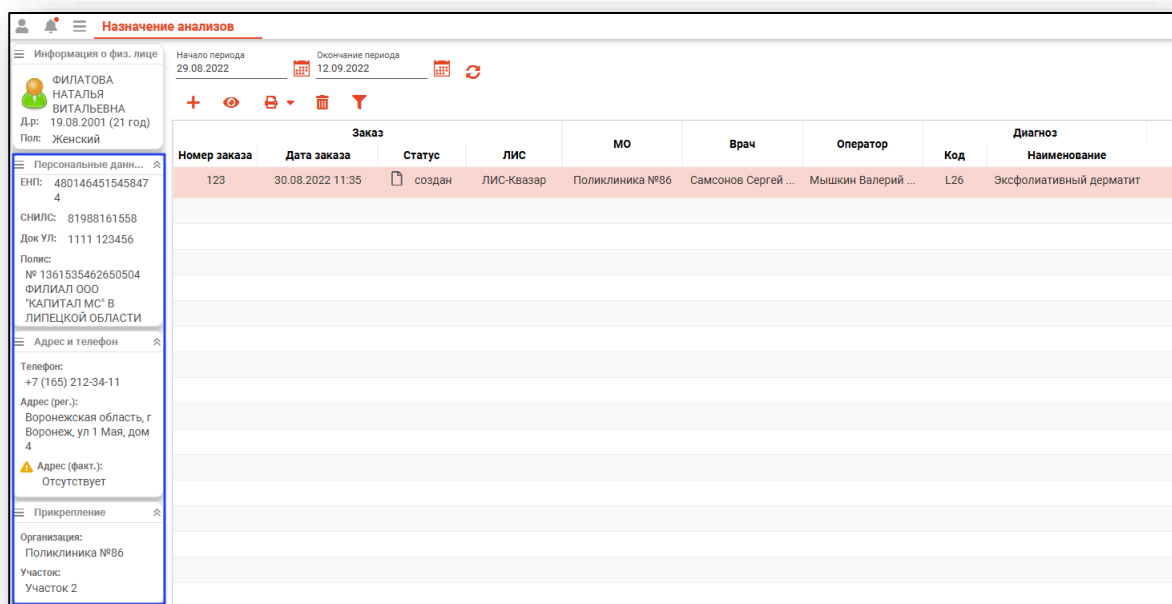 Назначение анализов
Информация о физ. лице
ФИЛАТОВА
НАТАЛЬЯ
ВИТАЛЬЕВНА
Д.р: 19.08.2001 (21 год)
Пол: Женский
Персональные данн...
ЕНП: 480146451545847
4
СНИЛС: 81988161558
Док УЛ: 1111 123456
Полис:
№ 1361535462650504
ФИЛИАЛ ООО
"КАПИТАЛ МС" В
ЛИПЕЦКОЙ ОБЛАСТИ
Адрес и телефон
Телефон:
+7 (165) 212-34-11
Адрес (рег.):
Воронежская область, г
Воронеж, ул 1 Мая, дом
4
Адрес (факт.):
Отсутствует
Прикрепление
Организация:
Поликлиника №86
Участок:
Участок 2
Начало периода Окончание периода
29.08.2022 12.09.2022
Заказ МО Врач Оператор Диагноз
Номер заказа Дата заказа Статус ЛИС Код Наименование
123 30.08.2022 11:35 создан ЛИС-Квазар Поликлиника №86 Самсонов Сергей ... Мышкин Валерий ... L26 Эксфолиативный дерматит